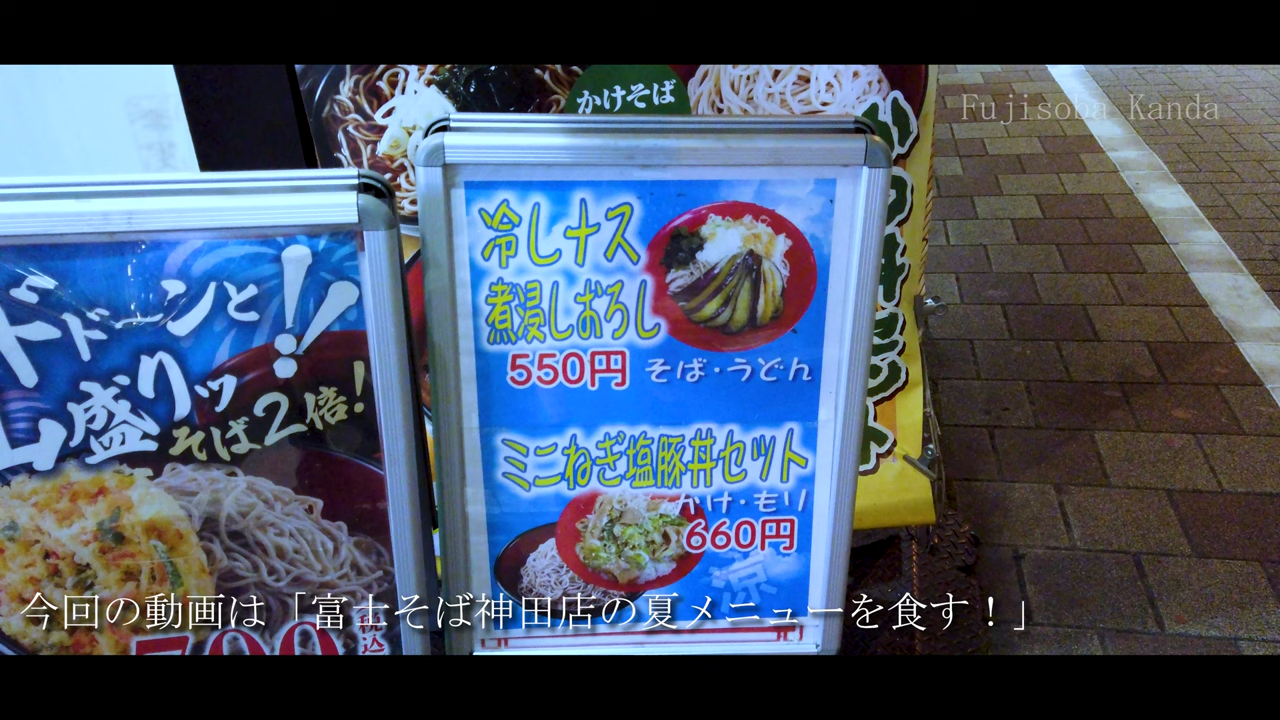 Fujisoba Kanda
かけそば
冷しナス
煮浸しおろし
550円 そば・うどん
ミニねぎ塩豚丼セット
かけ・もり
660円
涼
ドドーンと!!
山盛りッ
そば2倍!
税込
今回の動画は「富士そば神田店の夏メニューを食す!」